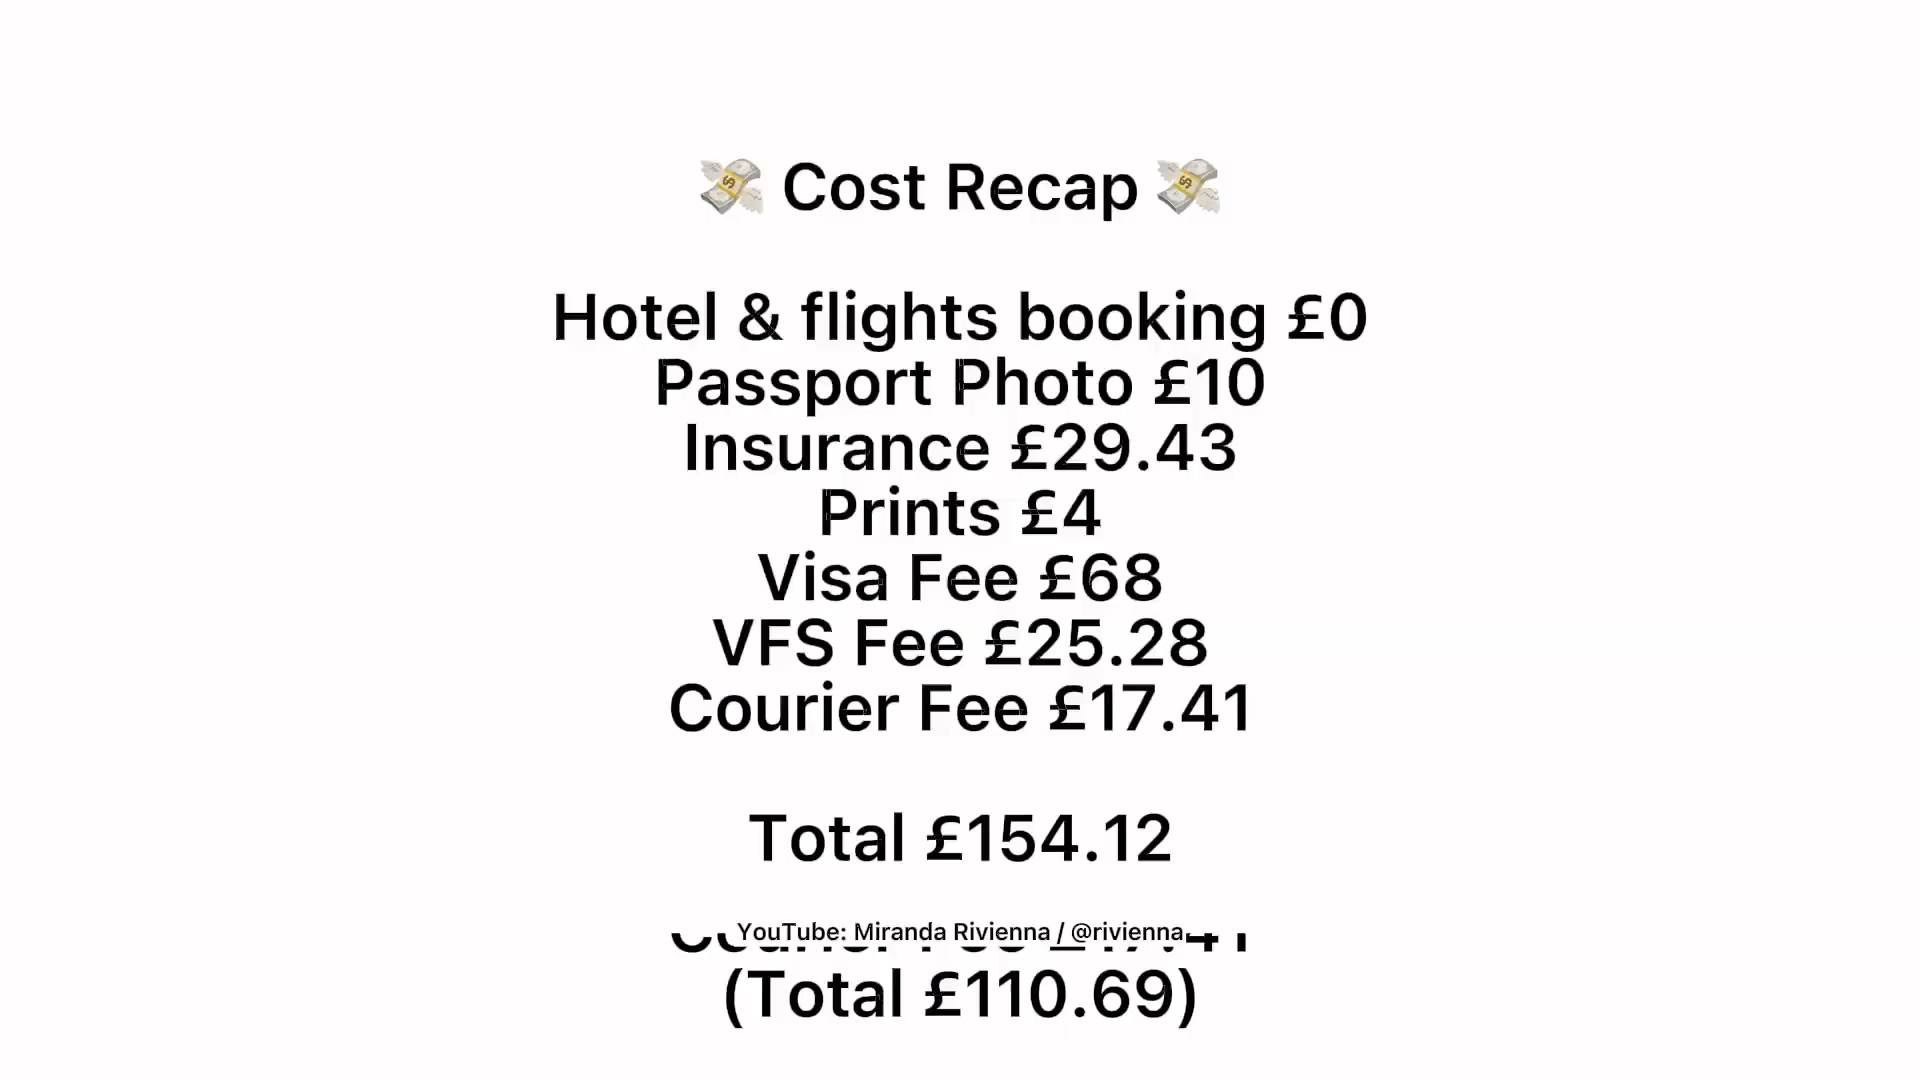 💸 Cost Recap 💸
Hotel & flights booking £0
Passport Photo £10
Insurance £29.43
Prints £4
Visa Fee £68
VFS Fee £25.28
Courier Fee £17.41
Total £154.12
YouTube: Miranda Rivienna / @rivienna
(Total £110.69)